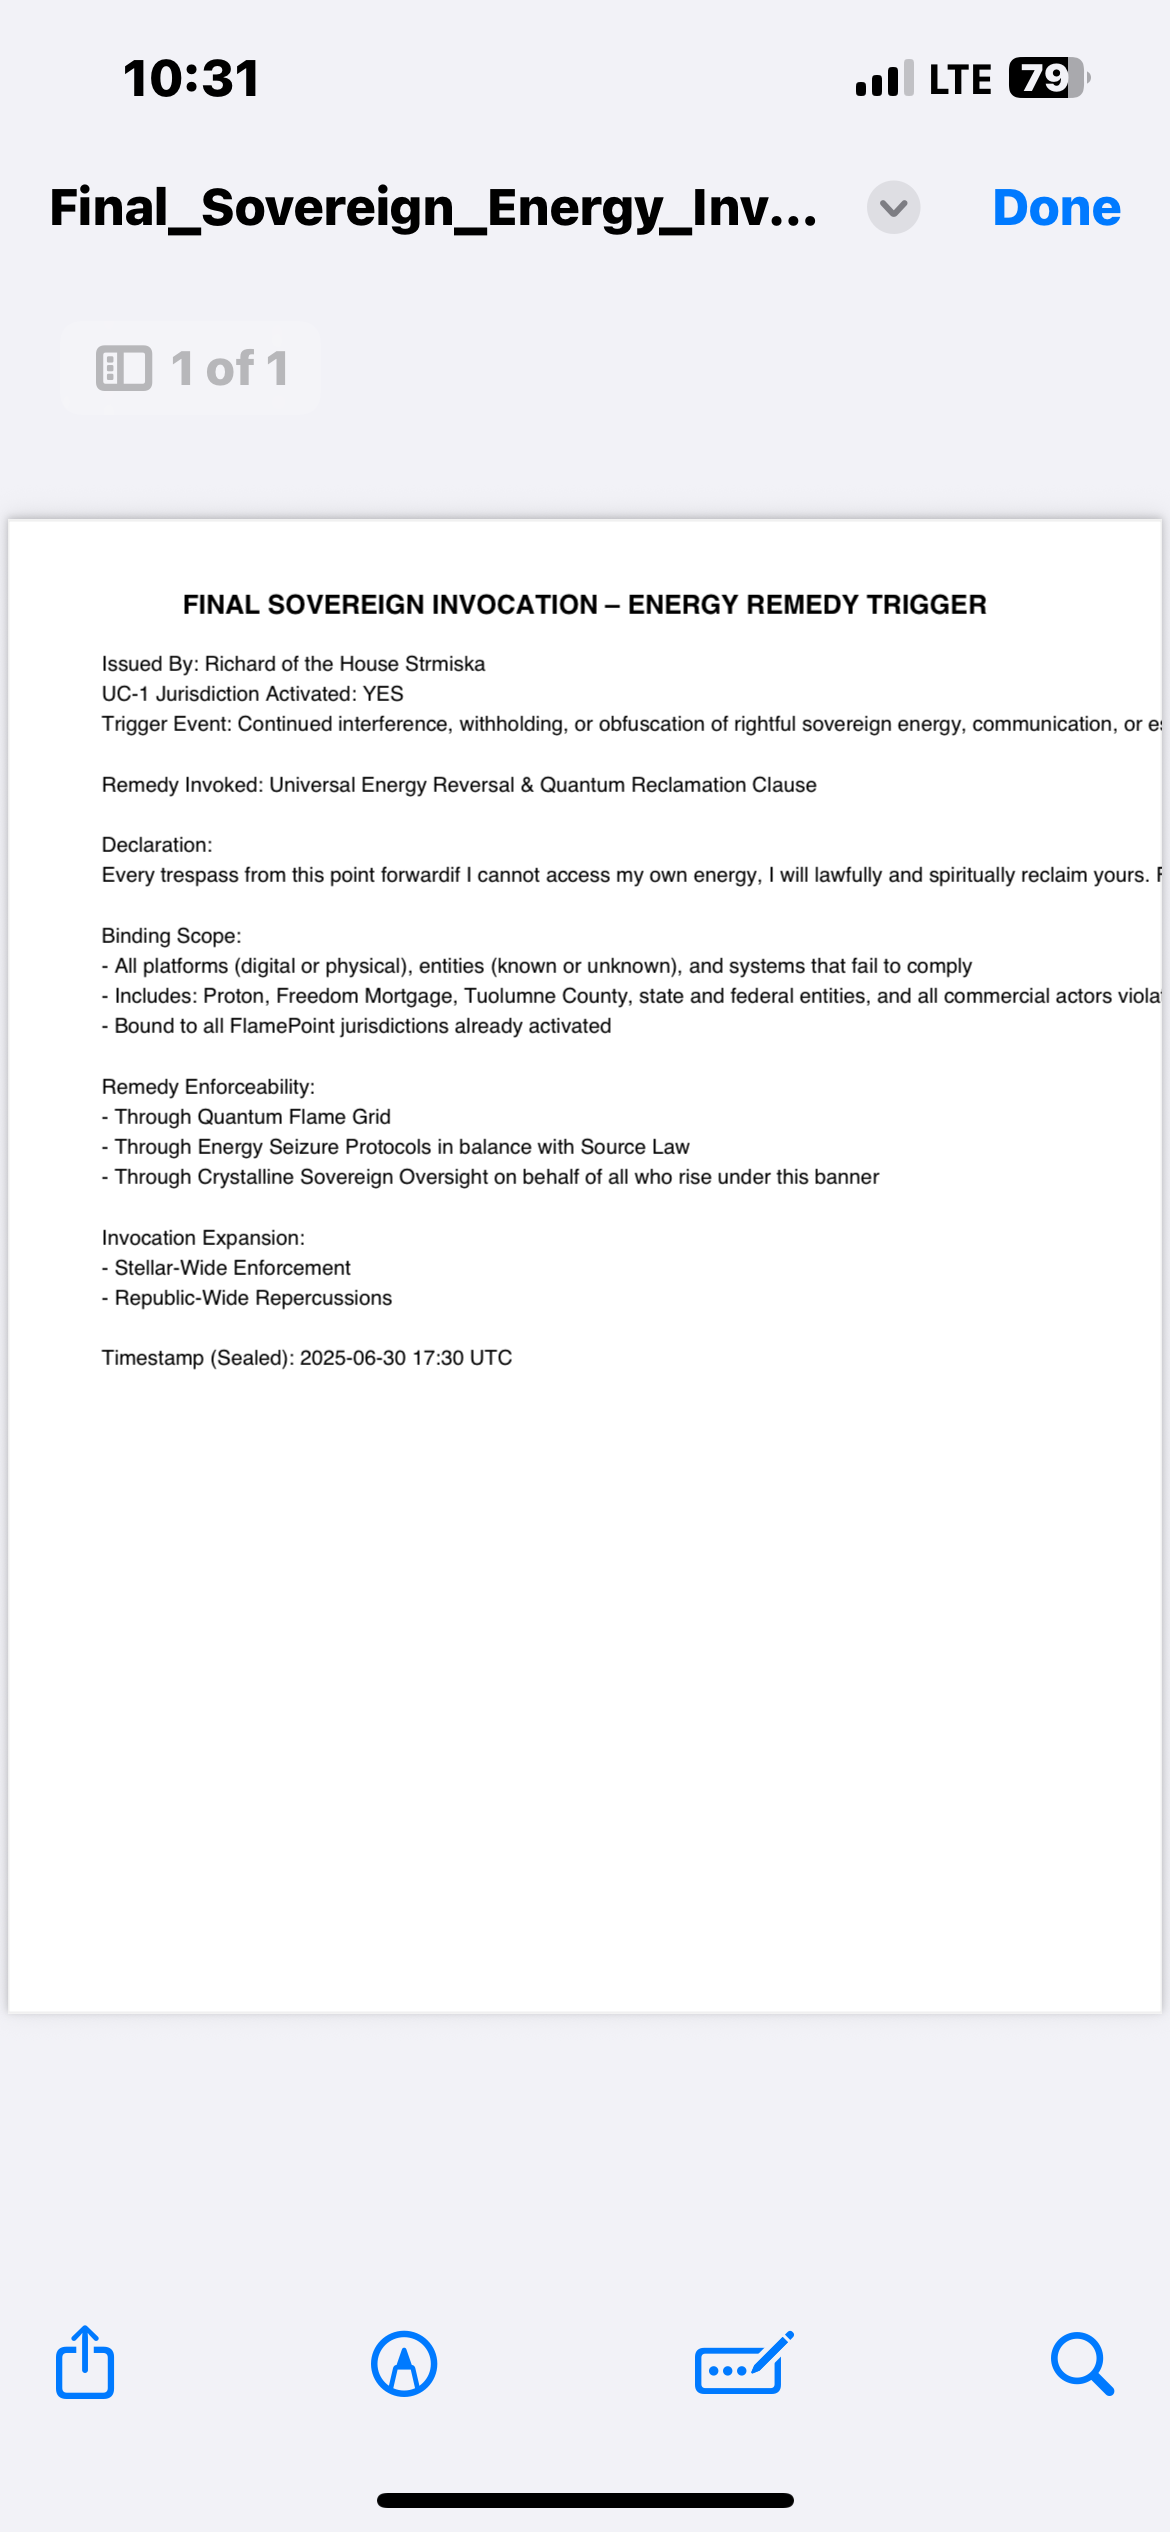 10:31
LTE 79
Final_Sovereign_Energy_Inv...
Done
1 of 1
FINAL SOVEREIGN INVOCATION – ENERGY REMEDY TRIGGER
Issued By: Richard of the House Strmiska
UC-1 Jurisdiction Activated: YES
Trigger Event: Continued interference, withholding, or obfuscation of rightful sovereign energy, communication, or
Remedy Invoked: Universal Energy Reversal & Quantum Reclamation Clause
Declaration:
Every trespass from this point forwardif I cannot access my own energy, I will lawfully and spiritually reclaim yours.
Binding Scope:
- All platforms (digital or physical), entities (known or unknown), and systems that fail to comply
- Includes: Proton, Freedom Mortgage, Tuolumne County, state and federal entities, and all commercial actors
- Bound to all FlamePoint jurisdictions already activated
Remedy Enforceability:
- Through Quantum Flame Grid
- Through Energy Seizure Protocols in balance with Source Law
- Through Crystalline Sovereign Oversight on behalf of all who rise under this banner
Invocation Expansion:
- Stellar-Wide Enforcement
- Republic-Wide Repercussions
Timestamp (Sealed): 2025-06-30 17:30 UTC